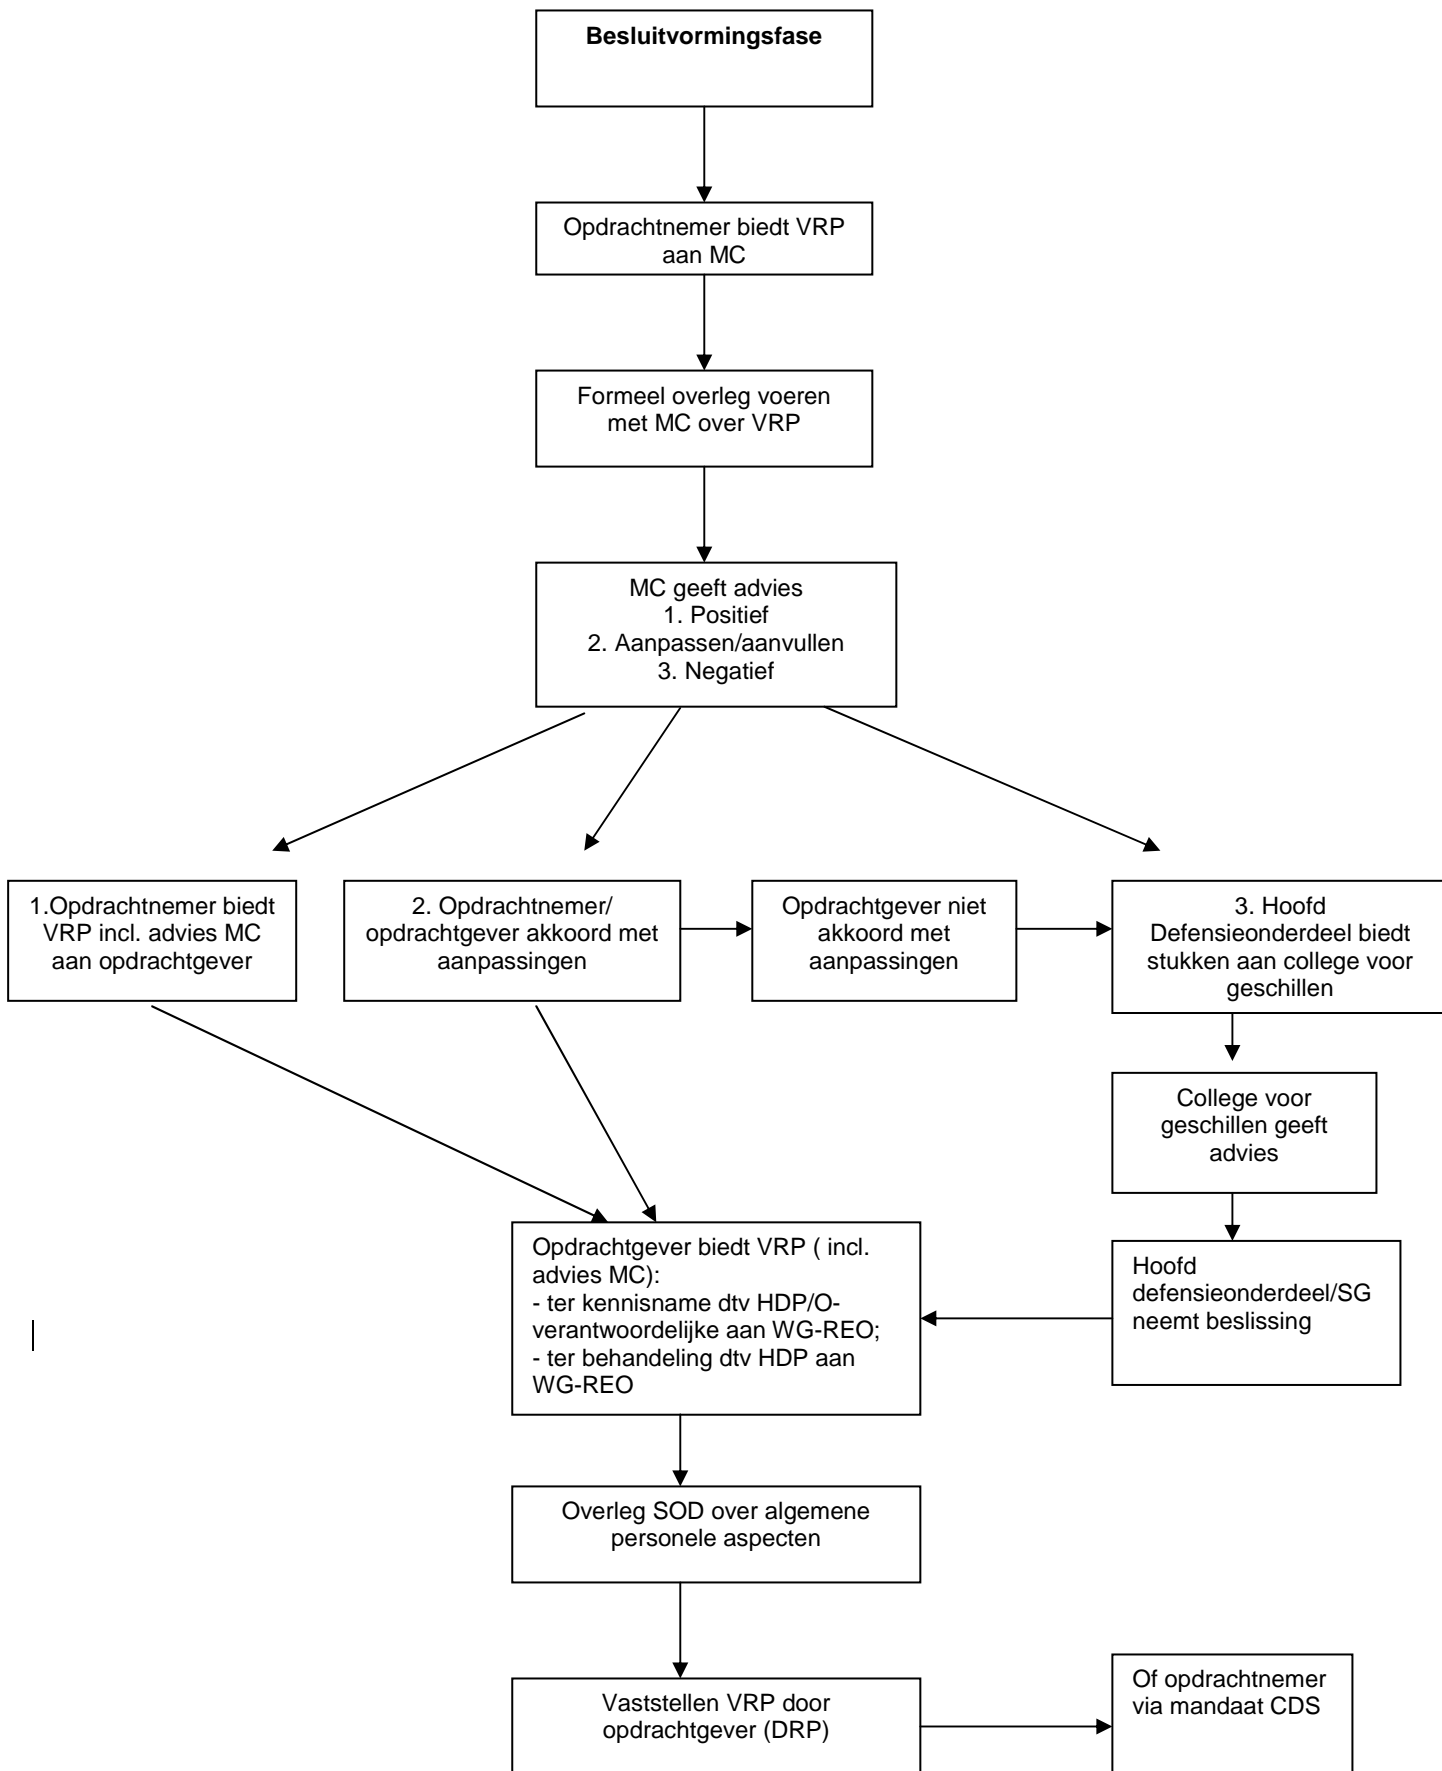 Besluitvormingsfase
Opdrachtnemer biedt VRP
aan MC
Formeel overleg voeren
met MC over VRP
MC geeft advies
1. Positief
2. Aanpassen/aanvullen
3. Negatief
1.Opdrachtnemer biedt
VRP incl. advies MC
aan opdrachtgever
2. Opdrachtnemer/
opdrachtgever akkoord met
aanpassingen
Opdrachtgever niet
akkoord met
aanpassingen
3. Hoofd
Defensieonderdeel biedt
stukken aan college voor
geschillen
College voor
geschillen geeft
advies
Hoofd
defensieonderdeel/SG
neemt beslissing
Opdrachtgever biedt VRP ( incl.
advies MC):
- ter kennisname dtv HDP/O-
verantwoordelijke aan WG-REO;
- ter behandeling dtv HDP aan
WG-REO
Overleg SOD over algemene
personele aspecten
Vaststellen VRP door
opdrachtgever (DRP)
Of opdrachtnemer
via mandaat CDS